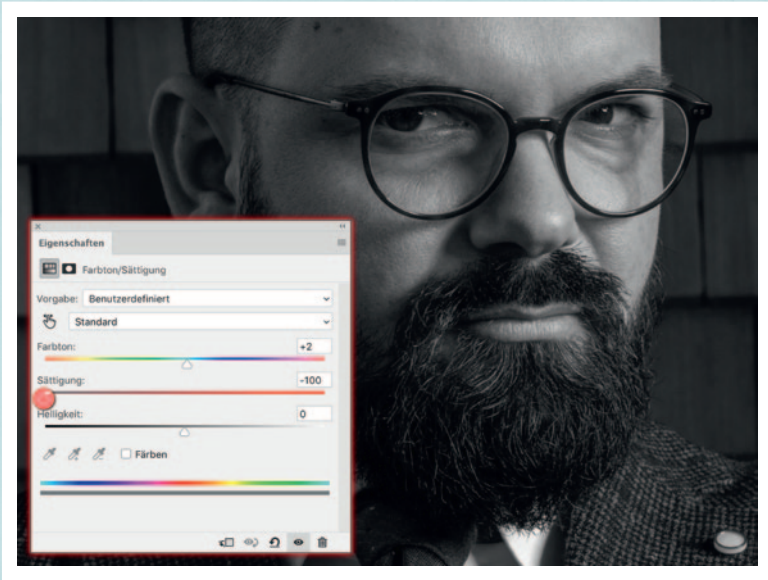 Eigenschaften
Farbton/Sättigung
Vorgabe: Benutzerdefiniert
Standard
Farbton: +2
Sättigung: -100
Helligkeit: 0
Färben